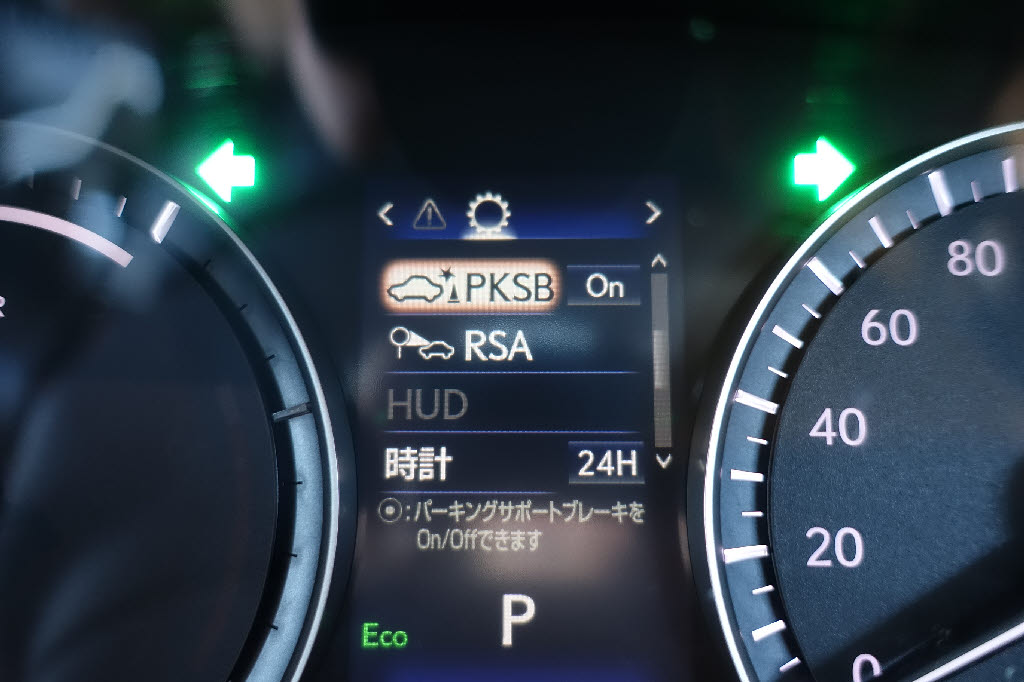 PKSB On
RSA
HUD
時計 24H
⦿:パーキングサポートブレーキを
On/Offできます
Eco P
80
60
40
20
0